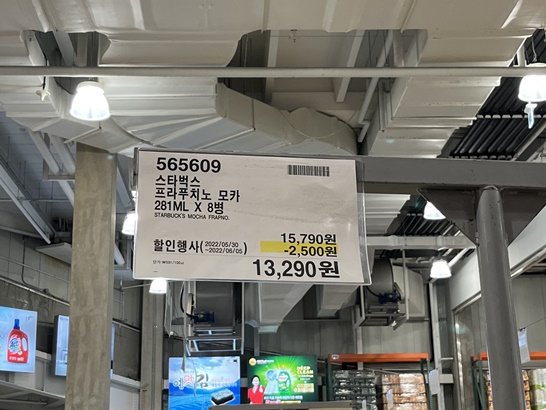 565609
스타벅스
프라푸치노 모카
281ML X 8병
STARBUCK'S MOCHA FRAPNO.
15,790원
할인행사(2022/05/30 ~2022/06/05) -2,500원
13,290원
DEEP CLEAN